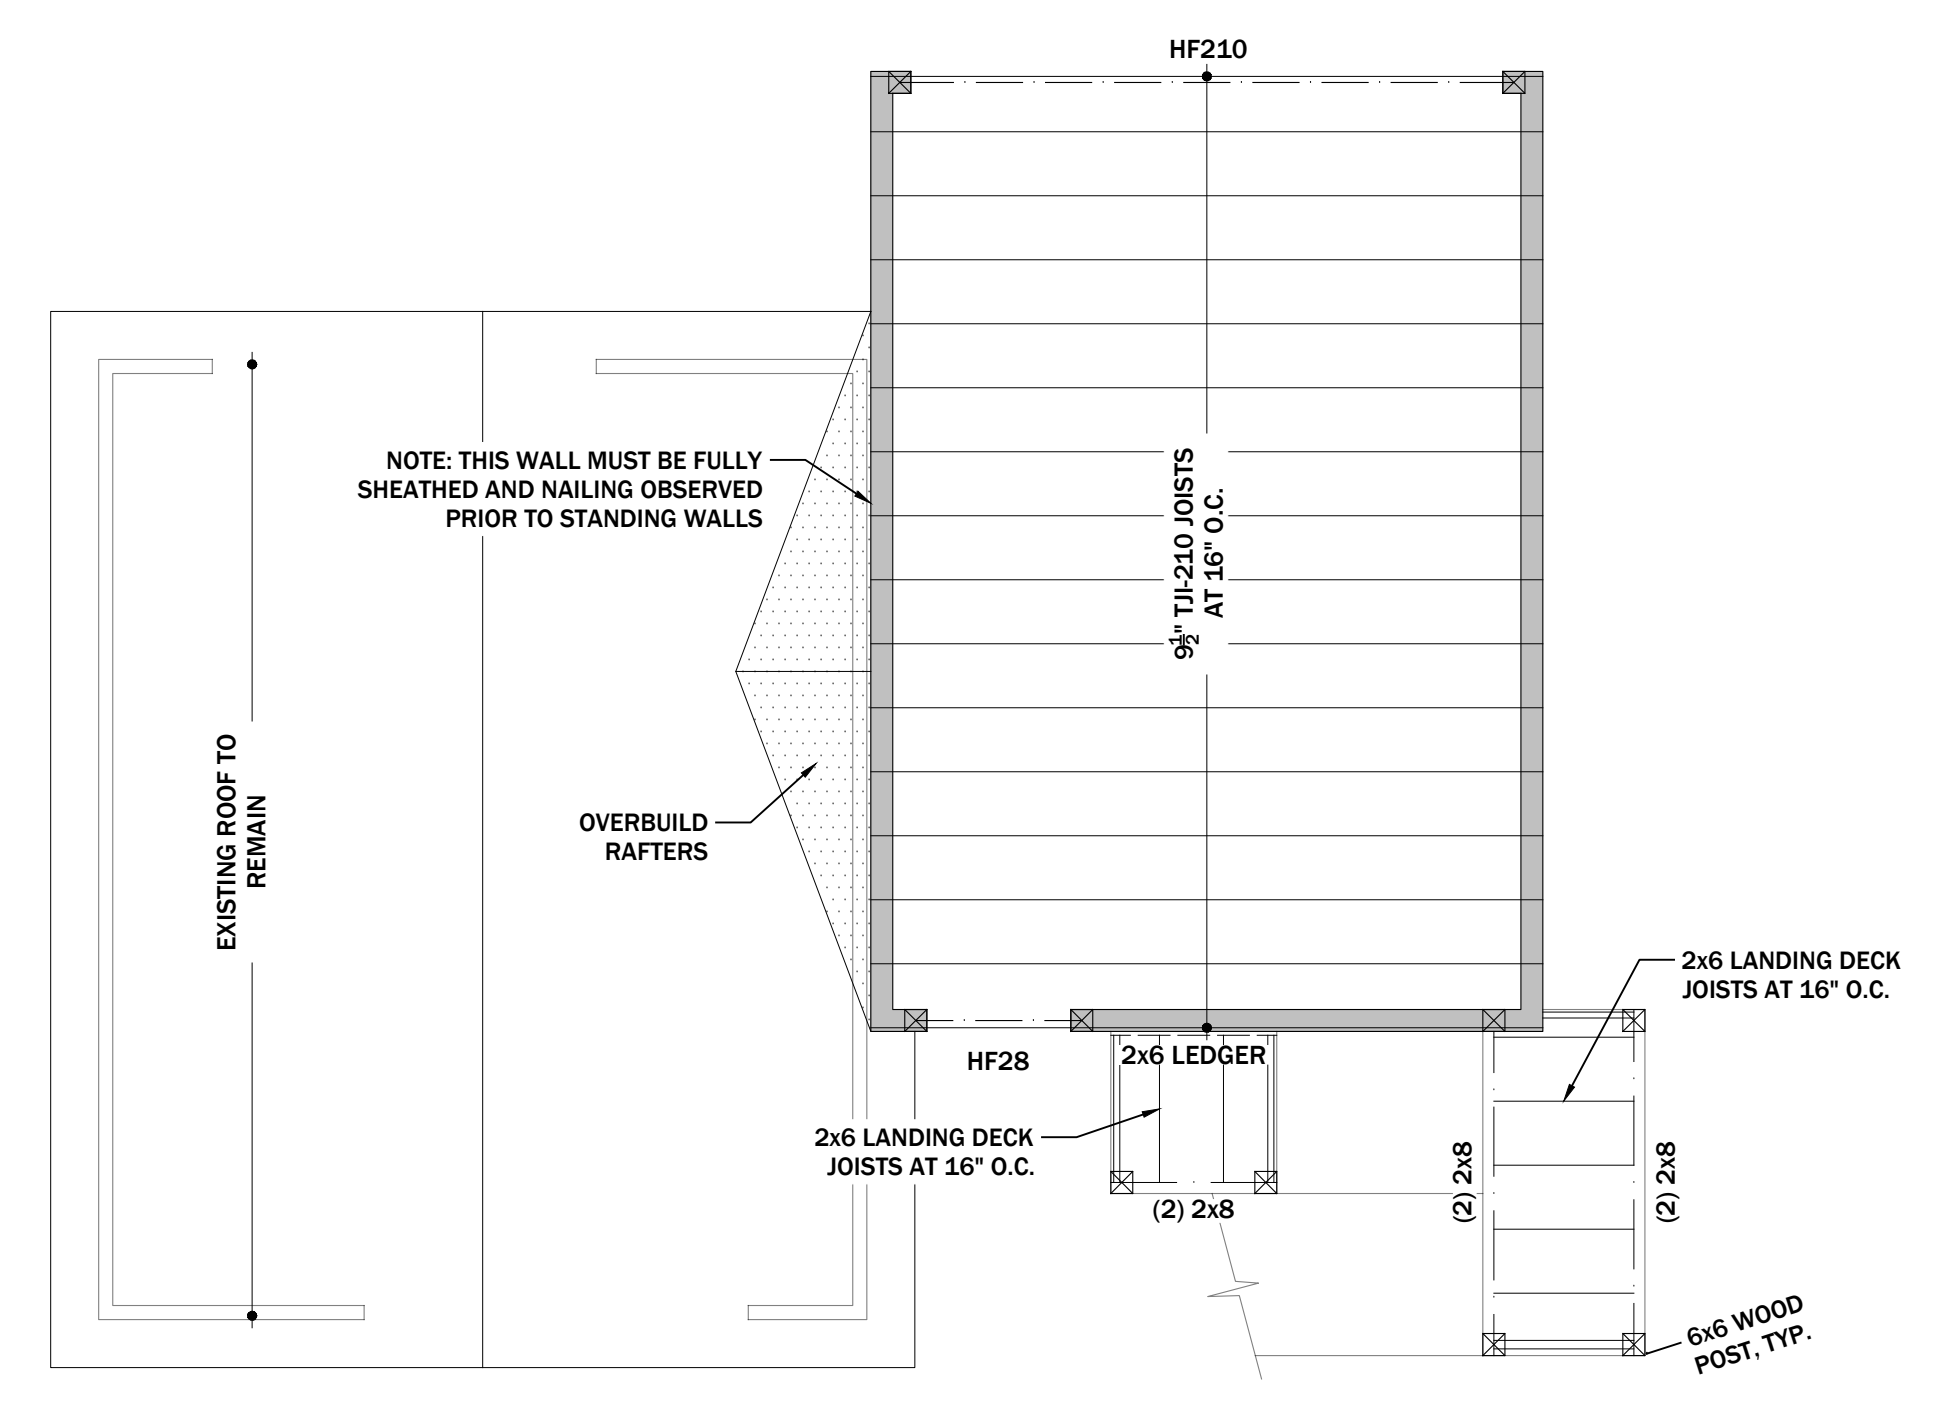 HF210
NOTE: THIS WALL MUST BE FULLY
SHEATHED AND NAILING OBSERVED
PRIOR TO STANDING WALLS
9½" TJI-210 JOISTS
AT 16" O.C.
EXISTING ROOF TO
REMAIN
OVERBUILD
RAFTERS
2x6 LANDING DECK
JOISTS AT 16" O.C.
HF28
2x6 LEDGER
2x6 LANDING DECK
JOISTS AT 16" O.C.
(2) 2x8
(2) 2x8
(2) 2x8
6x6 WOOD
POST, TYP.